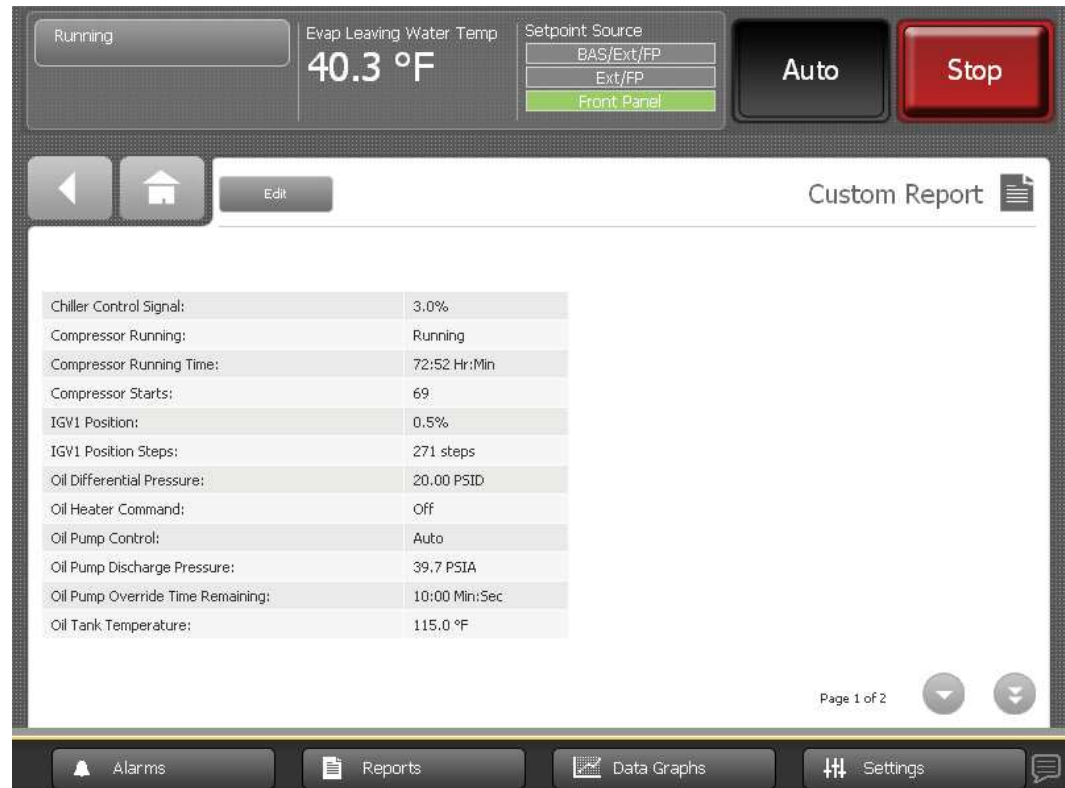 Running
Evap Leaving Water Temp
40.3 °F
Setpoint Source
BAS/Ext/FP
Ext/FP
Front Panel
Auto
Stop
Edit
Custom Report
Chiller Control Signal: 3.0%
Compressor Running: Running
Compressor Running Time: 72:52 Hr:Min
Compressor Starts: 69
IGV1 Position: 0.5%
IGV1 Position Steps: 271 steps
Oil Differential Pressure: 20.00 PSID
Oil Heater Command: Off
Oil Pump Control: Auto
Oil Pump Discharge Pressure: 39.7 PSIA
Oil Pump Override Time Remaining: 10:00 Min:Sec
Oil Tank Temperature: 115.0 °F
Page 1 of 2
Alarms
Reports
Data Graphs
Settings